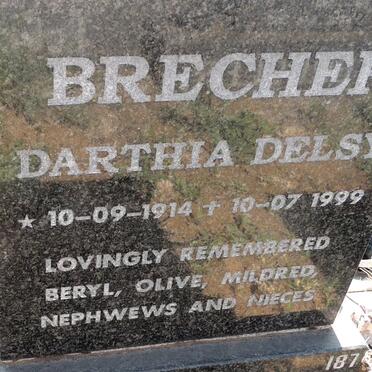 BRECHER
DARTHIA DELSY
★ 10-09-1914 + 10-07 1999
LOVINGLY REMEMBERED
BERYL, OLIVE, MILDRED,
NEPHWEWS AND NIECES
187